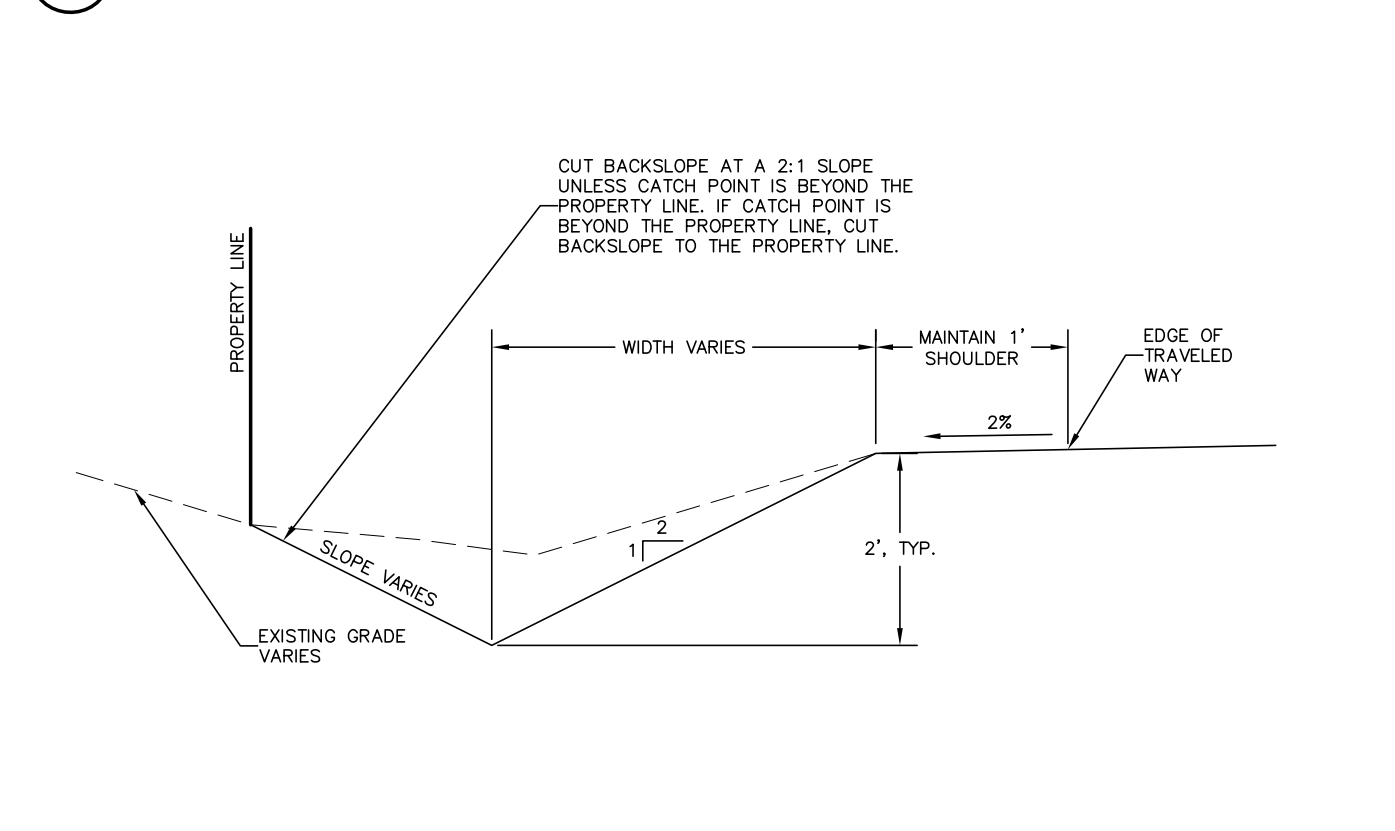 CUT BACKSLOPE AT A 2:1 SLOPE
UNLESS CATCH POINT IS BEYOND THE
PROPERTY LINE. IF CATCH POINT IS
BEYOND THE PROPERTY LINE, CUT
BACKSLOPE TO THE PROPERTY LINE.
PROPERTY LINE
WIDTH VARIES
MAINTAIN 1'
SHOULDER
EDGE OF
TRAVELED
WAY
2%
2
1
2', TYP.
SLOPE VARIES
EXISTING GRADE
VARIES